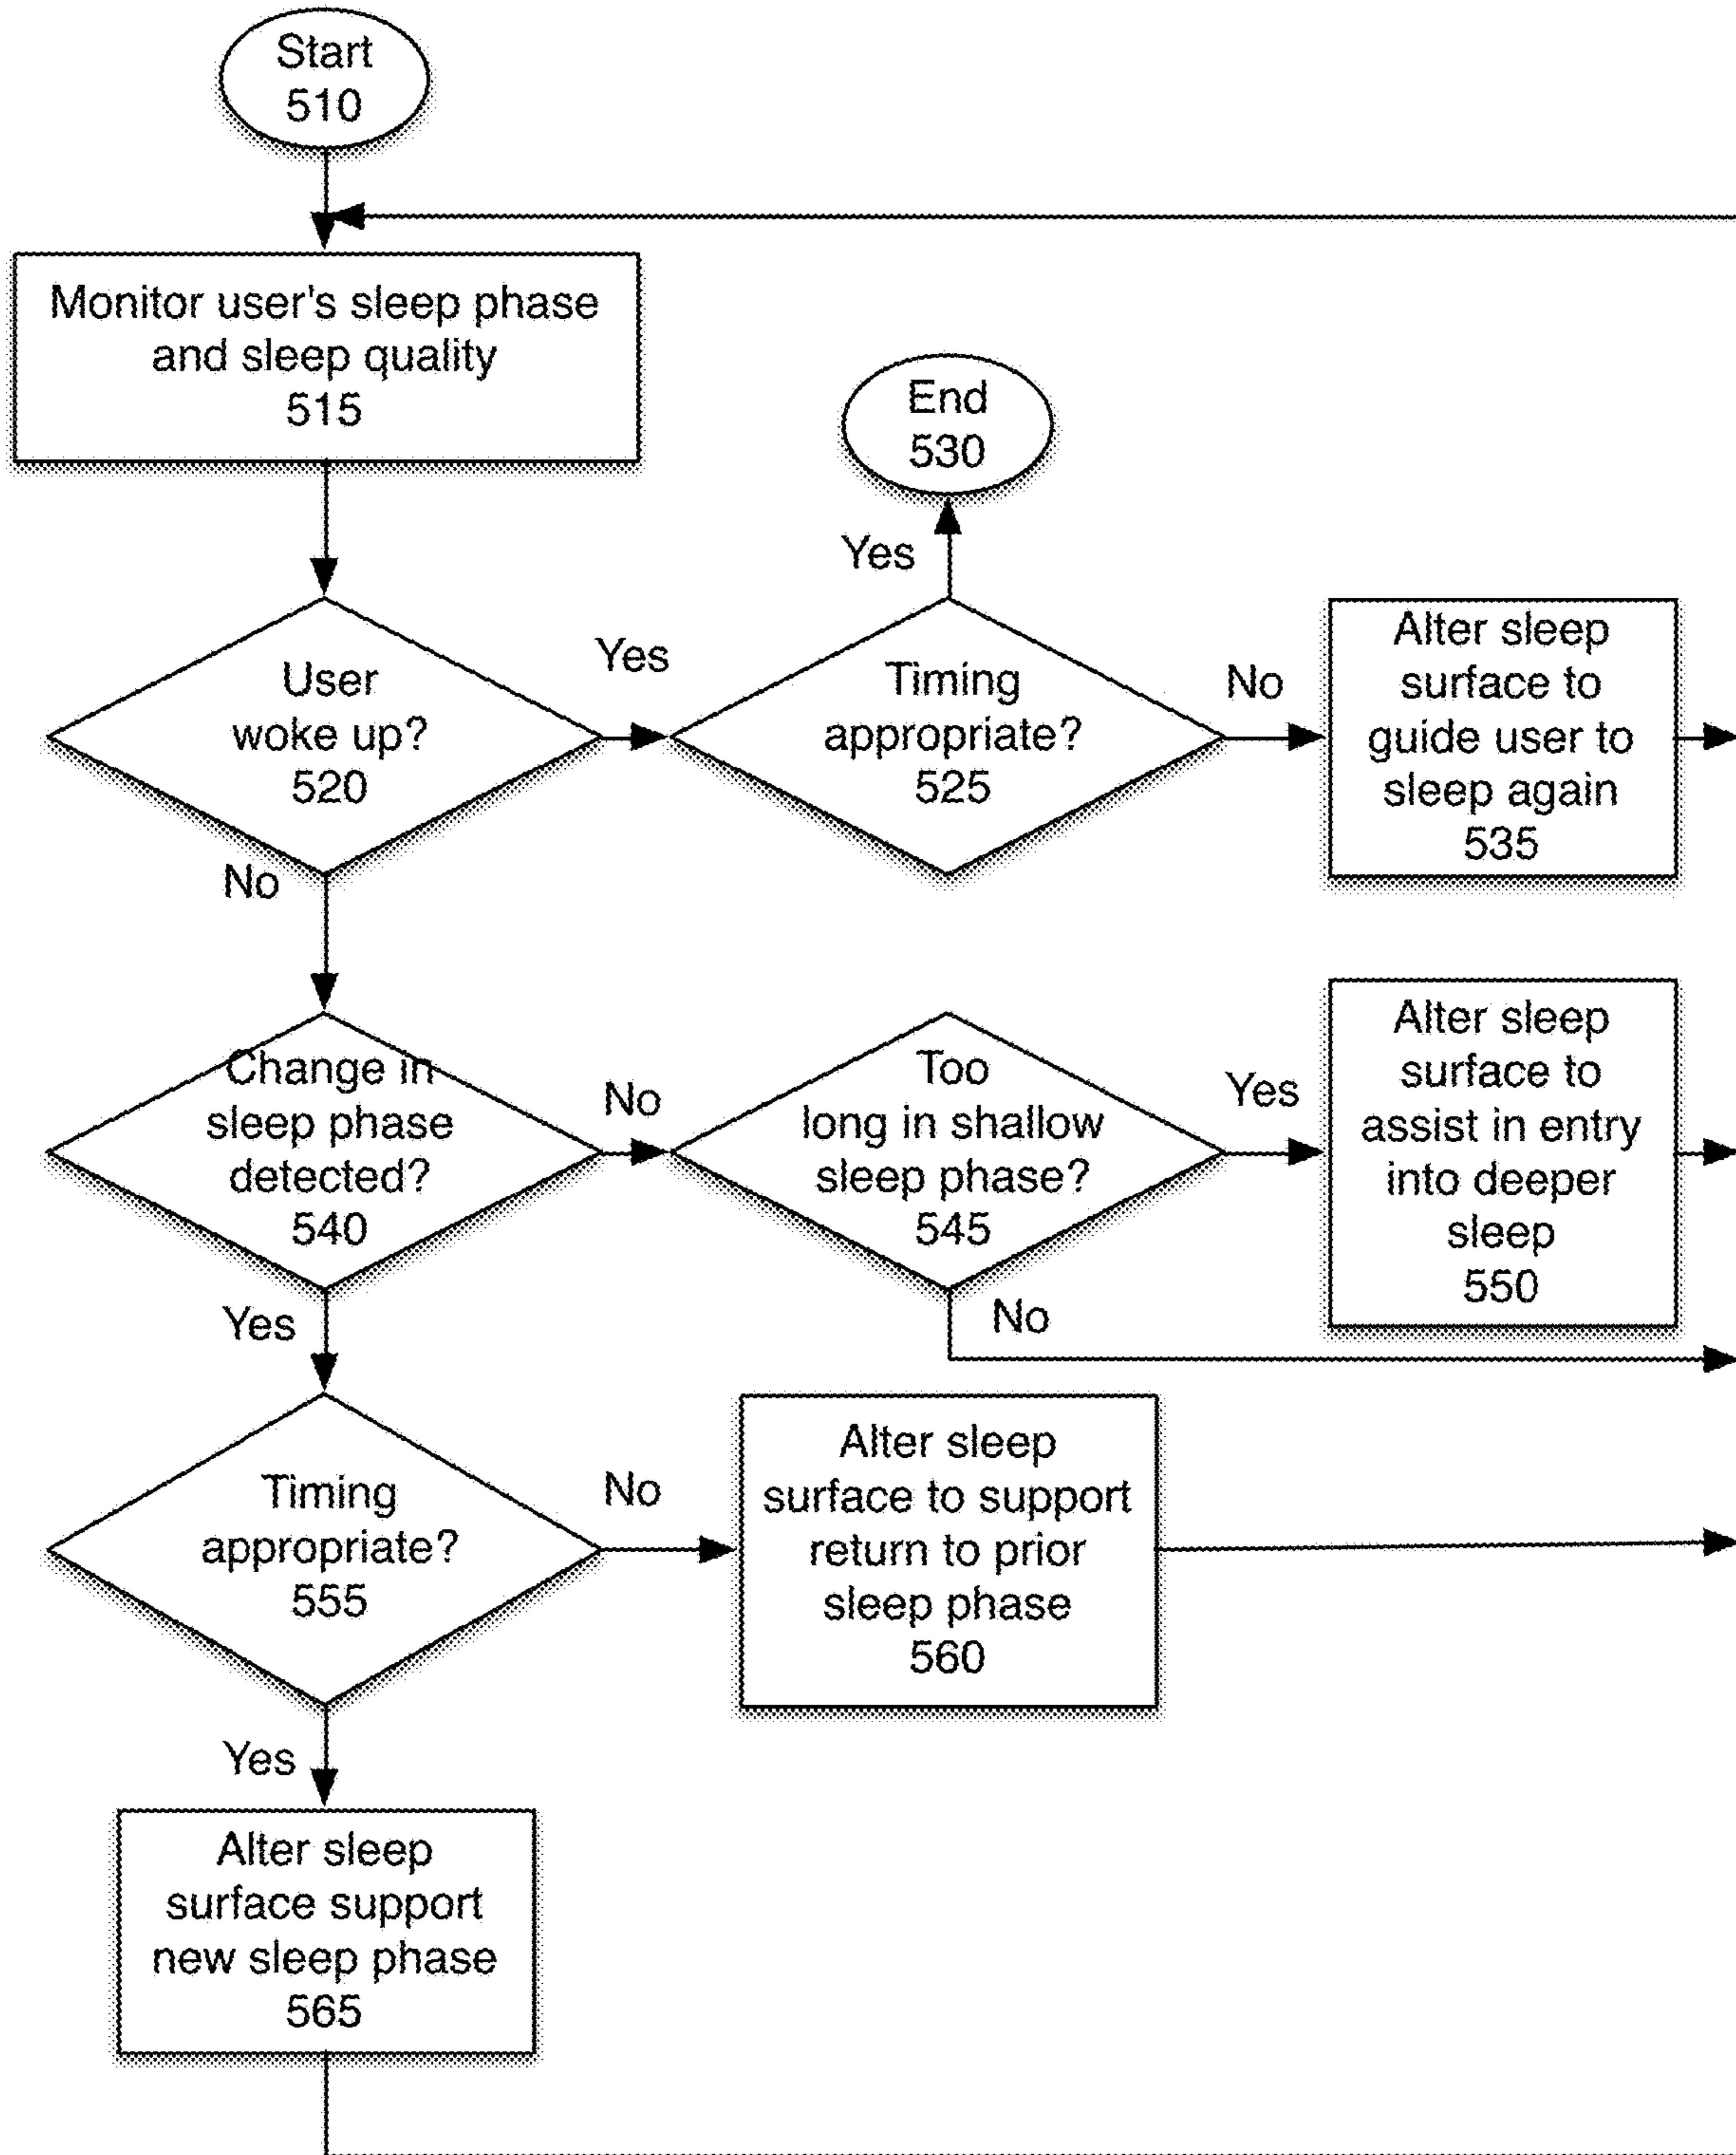 Start
510
Monitor user's sleep phase
and sleep quality
515
End
530
Yes
User
woke up?
520
Yes
Timing
appropriate?
525
No
Alter sleep
surface to
guide user to
sleep again
535
No
Change in
sleep phase
detected?
540
No
Too
long in shallow
sleep phase?
545
Yes
Alter sleep
surface to
assist in entry
into deeper
sleep
550
No
Yes
Timing
appropriate?
555
No
Alter sleep
surface to support
return to prior
sleep phase
560
Yes
Alter sleep
surface support
new sleep phase
565